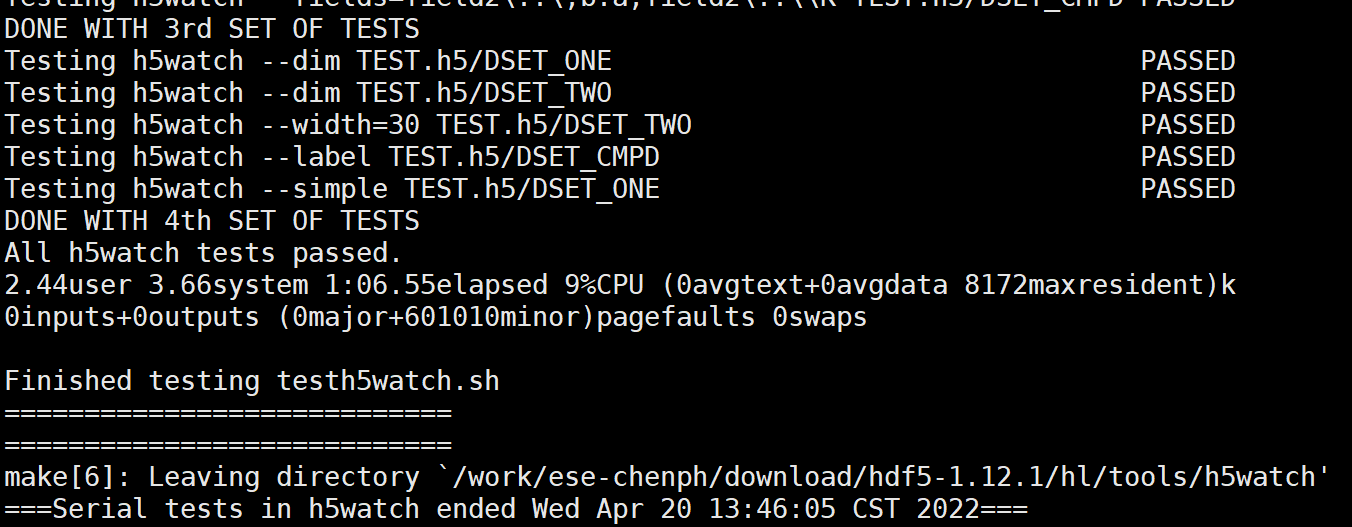 DONE WITH 3rd SET OF TESTS
Testing h5watch --dim TEST.h5/DSET_ONE PASSED
Testing h5watch --dim TEST.h5/DSET_TWO PASSED
Testing h5watch --width=30 TEST.h5/DSET_TWO PASSED
Testing h5watch --label TEST.h5/DSET_CMPD PASSED
Testing h5watch --simple TEST.h5/DSET_ONE PASSED
DONE WITH 4th SET OF TESTS
All h5watch tests passed.
2.44user 3.66system 1:06.55elapsed 9%CPU (0avgtext+0avgdata 8172maxresident)k
0inputs+0outputs (0major+601010minor)pagefaults 0swaps
Finished testing testh5watch.sh
============================
============================
make[6]: Leaving directory `/work/ese-chenph/download/hdf5-1.12.1/hl/tools/h5watch'
===Serial tests in h5watch ended Wed Apr 20 13:46:05 CST 2022===